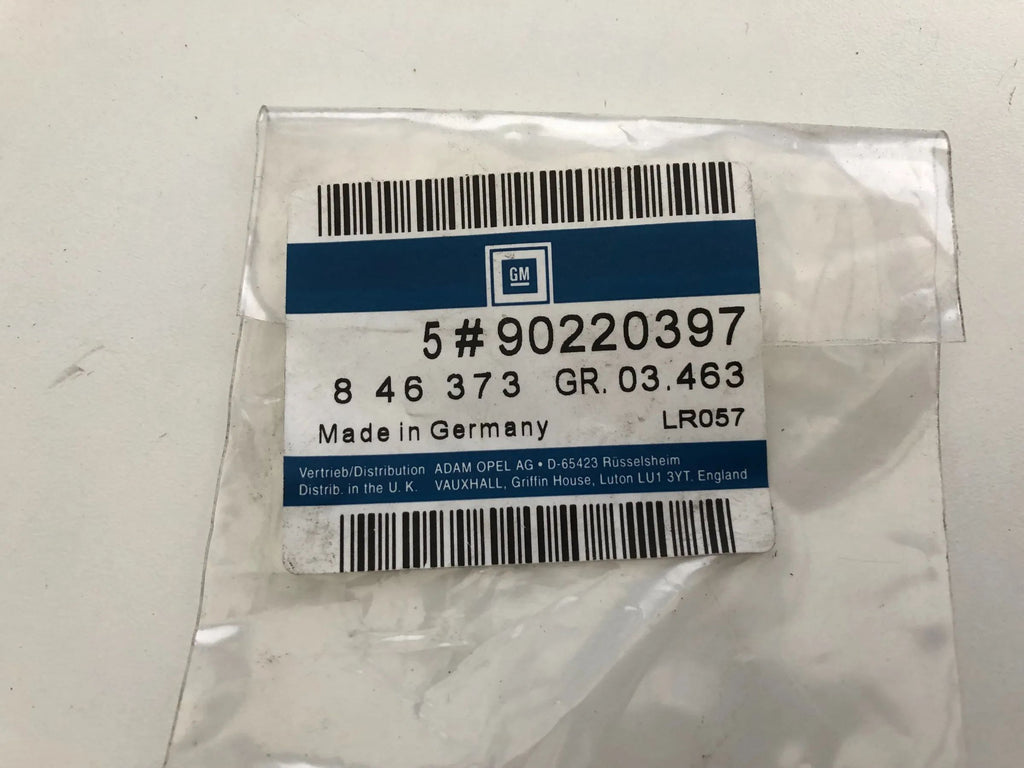 GM
5 # 90220397
8 46 373 GR. 03.463
Made in Germany LR057
Vertrieb/Distribution ADAM OPEL AG • D-65423 Rüsselsheim
Distrib. in the U. K. VAUXHALL, Griffin House, Luton LU1 3YT. England